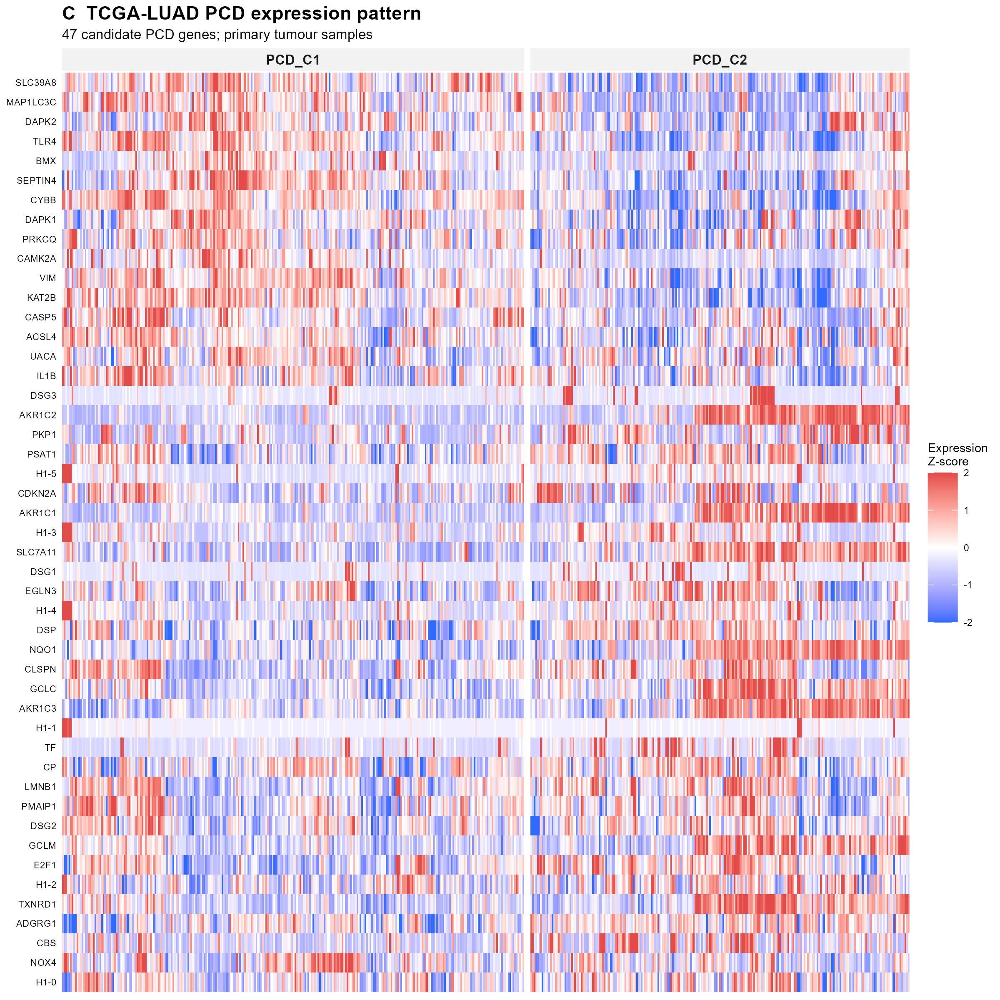 C  TCGA-LUAD PCD expression pattern
47 candidate PCD genes; primary tumour samples
PCD_C1
PCD_C2
SLC39A8
MAP1LC3C
DAPK2
TLR4
BMX
SEPTIN4
CYBB
DAPK1
PRKCQ
CAMK2A
VIM
KAT2B
CASP5
ACSL4
UACA
IL1B
DSG3
AKR1C2
PKP1
PSAT1
H1-5
CDKN2A
AKR1C1
H1-3
SLC7A11
DSG1
EGLN3
H1-4
DSP
NQO1
CLSPN
GCLC
AKR1C3
H1-1
TF
CP
LMNB1
PMAIP1
DSG2
GCLM
E2F1
H1-2
TXNRD1
ADGRG1
CBS
NOX4
H1-0
Expression
Z-score
2
1
0
-1
-2